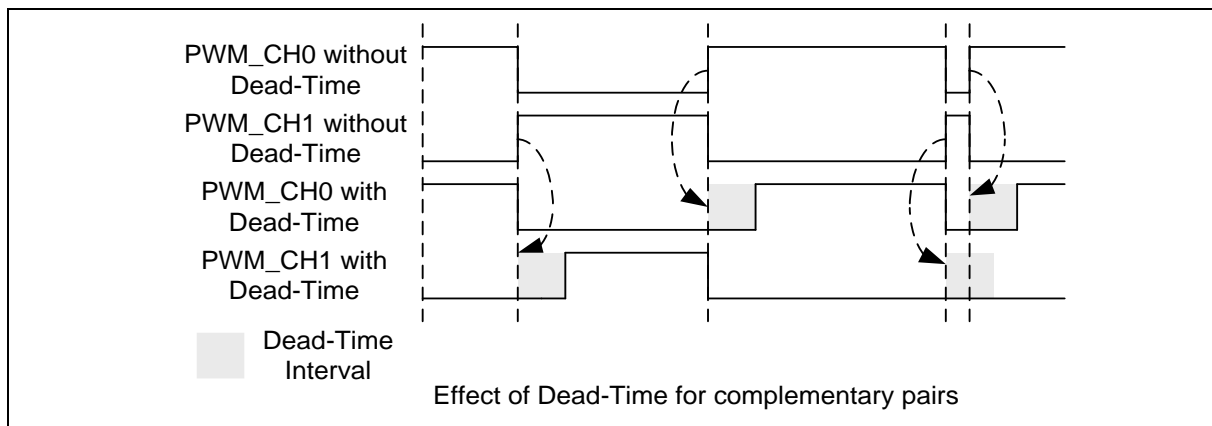 PWM_CH0 without
Dead-Time
PWM_CH1 without
Dead-Time
PWM_CH0 with
Dead-Time
PWM_CH1 with
Dead-Time
Dead-Time
Interval
Effect of Dead-Time for complementary pairs